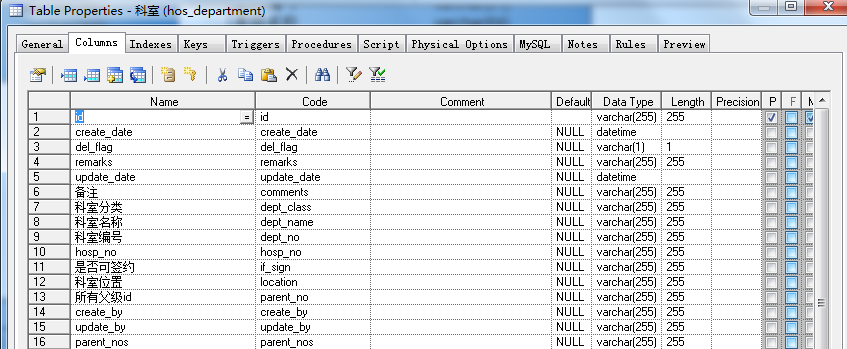 Table Properties - 科室 (hos_department)
General Columns Indexes Keys Triggers Procedures Script Physical Options MySQL Notes Rules Preview
Name Code Comment Default Data Type Length Precision P F M
1 id = id varchar(255) 255
2 create_date create_date NULL datetime
3 del_flag del_flag NULL varchar(1) 1
4 remarks remarks NULL varchar(255) 255
5 update_date update_date NULL datetime
6 备注 comments NULL varchar(255) 255
7 科室分类 dept_class NULL varchar(255) 255
8 科室名称 dept_name NULL varchar(255) 255
9 科室编号 dept_no NULL varchar(255) 255
10 hosp_no hosp_no NULL varchar(255) 255
11 是否可签约 if_sign NULL varchar(255) 255
12 科室位置 location NULL varchar(255) 255
13 所有父级id parent_no NULL varchar(255) 255
14 create_by create_by NULL varchar(255) 255
15 update_by update_by NULL varchar(255) 255
16 parent_nos parent_nos NULL varchar(255) 255